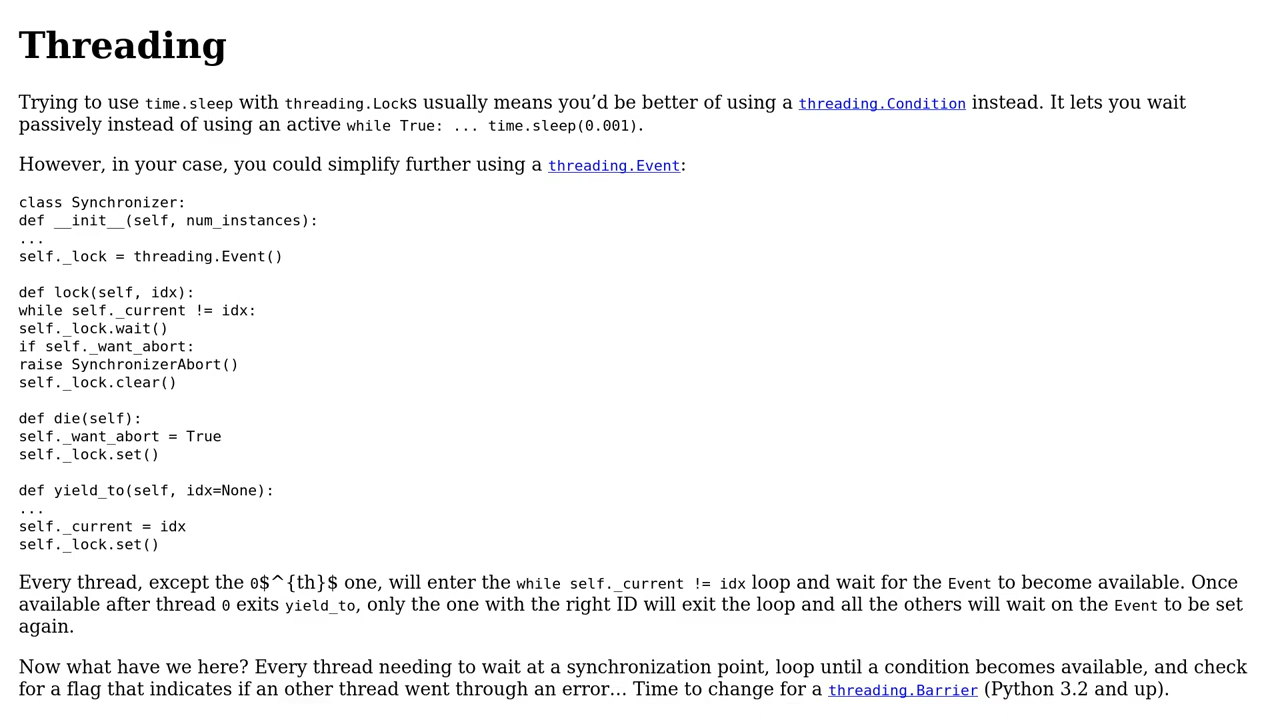 Threading
Trying to use time.sleep with threading.Locks usually means you’d be better of using a threading.Condition instead. It lets you wait
passively instead of using an active while True: ... time.sleep(0.001).
However, in your case, you could simplify further using a threading.Event:
class Synchronizer:
def __init__(self, num_instances):
...
self._lock = threading.Event()
def lock(self, idx):
while self._current != idx:
self._lock.wait()
if self._want_abort:
raise SynchronizerAbort()
self._lock.clear()
def die(self):
self._want_abort = True
self._lock.set()
def yield_to(self, idx=None):
...
self._current = idx
self._lock.set()
Every thread, except the 0$^{th}$ one, will enter the while self._current != idx loop and wait for the Event to become available. Once
available after thread 0 exits yield_to, only the one with the right ID will exit the loop and all the others will wait on the Event to be set
again.
Now what have we here? Every thread needing to wait at a synchronization point, loop until a condition becomes available, and check
for a flag that indicates if an other thread went through an error… Time to change for a threading.Barrier (Python 3.2 and up).